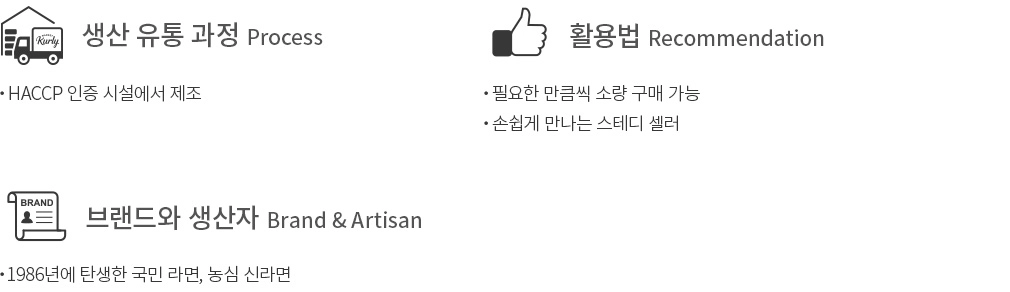 Kurly
생산 유통 과정 Process
• HACCP 인증 시설에서 제조
활용법 Recommendation
• 필요한 만큼씩 소량 구매 가능
• 손쉽게 만나는 스테디 셀러
BRAND
브랜드와 생산자 Brand & Artisan
• 1986년에 탄생한 국민 라면, 농심 신라면